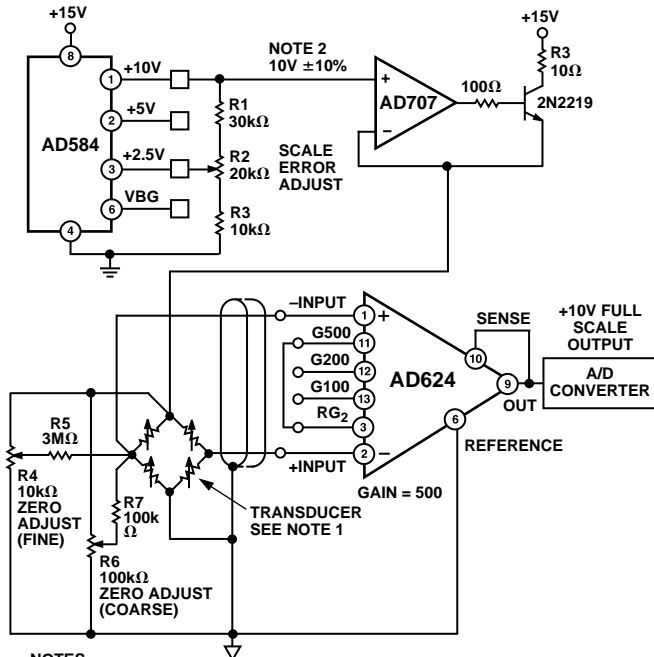 +15V
8
1
+10V
2
+5V
AD584
3
+2.5V
6
VBG
4
R1
30kΩ
R2
20kΩ
R3
10kΩ
SCALE
ERROR
ADJUST
NOTE 2
10V ±10%
+
AD707
−
100Ω
+15V
R3
10Ω
2N2219
–INPUT
1
+
G500
11
G200
12
G100
13
RG2
3
+INPUT
2
−
AD624
SENSE
10
9
OUT
6
REFERENCE
GAIN = 500
+10V FULL
SCALE
OUTPUT
A/D
CONVERTER
R5
3MΩ
R4
10kΩ
ZERO
ADJUST
(FINE)
R7
100k
Ω
R6
100kΩ
ZERO ADJUST
(COARSE)
TRANSDUCER
SEE NOTE 1